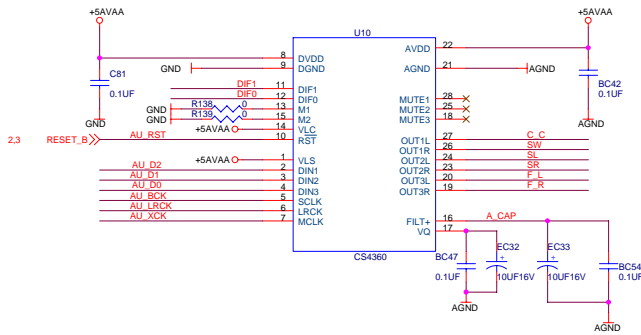 +5AVAA
U10
+5AVAA
C81
0.1UF
GND
GND
8 DVDD
9 DGND
AVDD 22
AGND 21
AGND
BC42
0.1UF
AGND
DIF1 11 DIF1
DIF0 12 DIF0
GND R138 0 13 M1
GND R139 0 15 M2
+5AVAA 14 VLC
2,3 RESET_B AU_RST 10 RST
MUTE1 28
MUTE2 25
MUTE3 18
OUT1L 27 C_C
OUT1R 26 SW
OUT2L 24 SL
OUT2R 23 SR
OUT3L 20 F_L
OUT3R 19 F_R
+5AVAA 1 VLS
AU_D2 2 DIN1
AU_D1 3 DIN2
AU_D0 4 DIN3
AU_BCK 5 SCLK
AU_LRCK 6 LRCK
AU_XCK 7 MCLK
FILT+ 16 A_CAP
VQ 17
CS4360
BC47
0.1UF
EC32
+
10UF16V
EC33
+
10UF16V
BC54
0.1UF
AGND
AGND